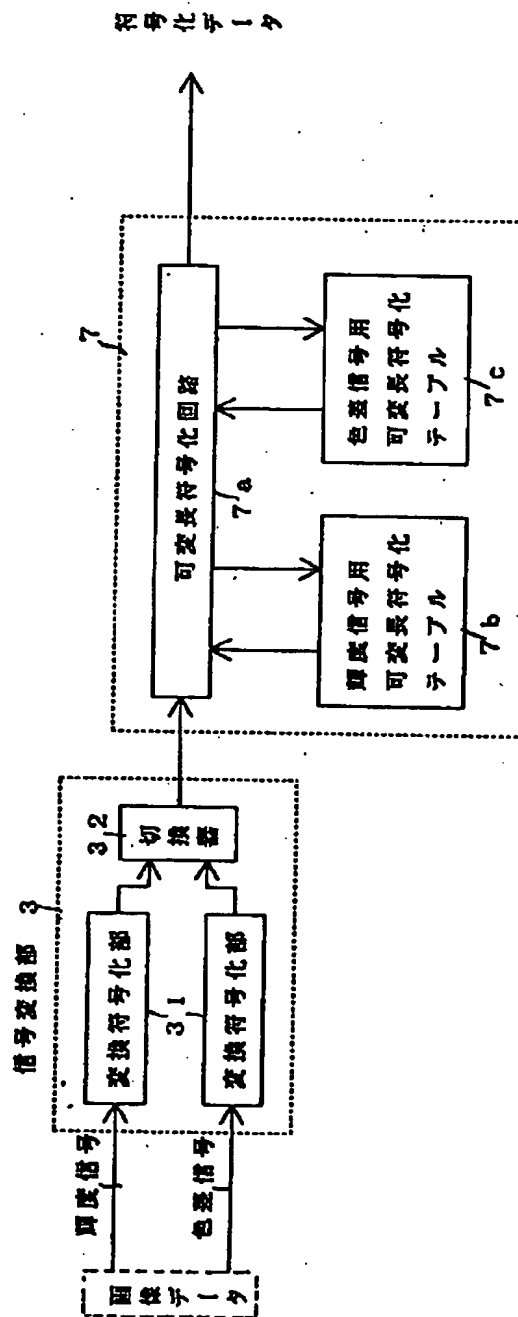 画像データ
輝度信号
色差信号
信号変換部
3
変換符号化部
31
変換符号化部
32
切換器
7
可変長符号化回路
7a
輝度信号用
可変長符号化
テーブル
7b
色差信号用
可変長符号化
テーブル
7c
符号化データ